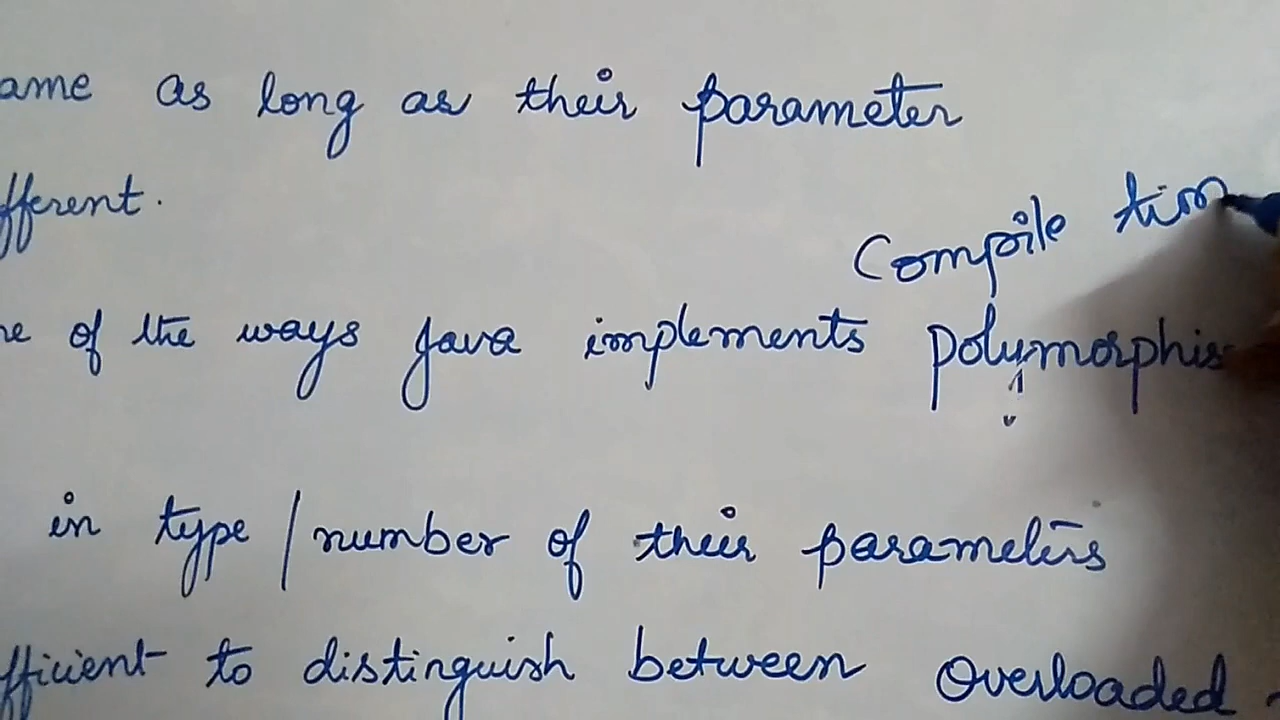 ame as long as their parameter
fferent.
Compile tim
re of the ways Java implements Polymorphis
in type / number of their parameters
fficient to distinguish between Overloaded